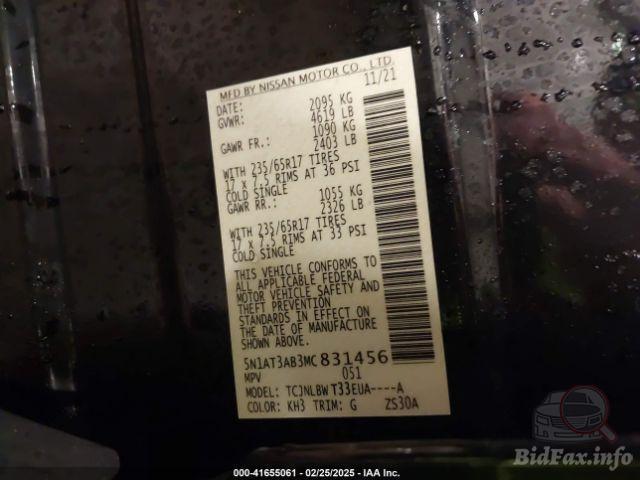 MFD BY NISSAN MOTOR CO., LTD.
DATE: 11/21
GVWR: 2095 KG
4619 LB
GAWR FR.: 1090 KG
2403 LB
WITH 235/65R17 TIRES
17 x 7.5 RIMS AT 36 PSI
COLD SINGLE
GAWR RR.: 1055 KG
2326 LB
WITH 235/65R17 TIRES
17 x 7.5 RIMS AT 33 PSI
COLD SINGLE
THIS VEHICLE CONFORMS TO
ALL APPLICABLE FEDERAL
MOTOR VEHICLE SAFETY AND
THEFT PREVENTION
STANDARDS IN EFFECT ON
THE DATE OF MANUFACTURE
SHOWN ABOVE.
5N1AT3AB3MC831456
MPV 051
MODEL: TCJNLBW T33EUA----A
COLOR: KH3 TRIM: G ZS30A
BidFax.info
000-41655061 - 02/25/2025 - IAA Inc.